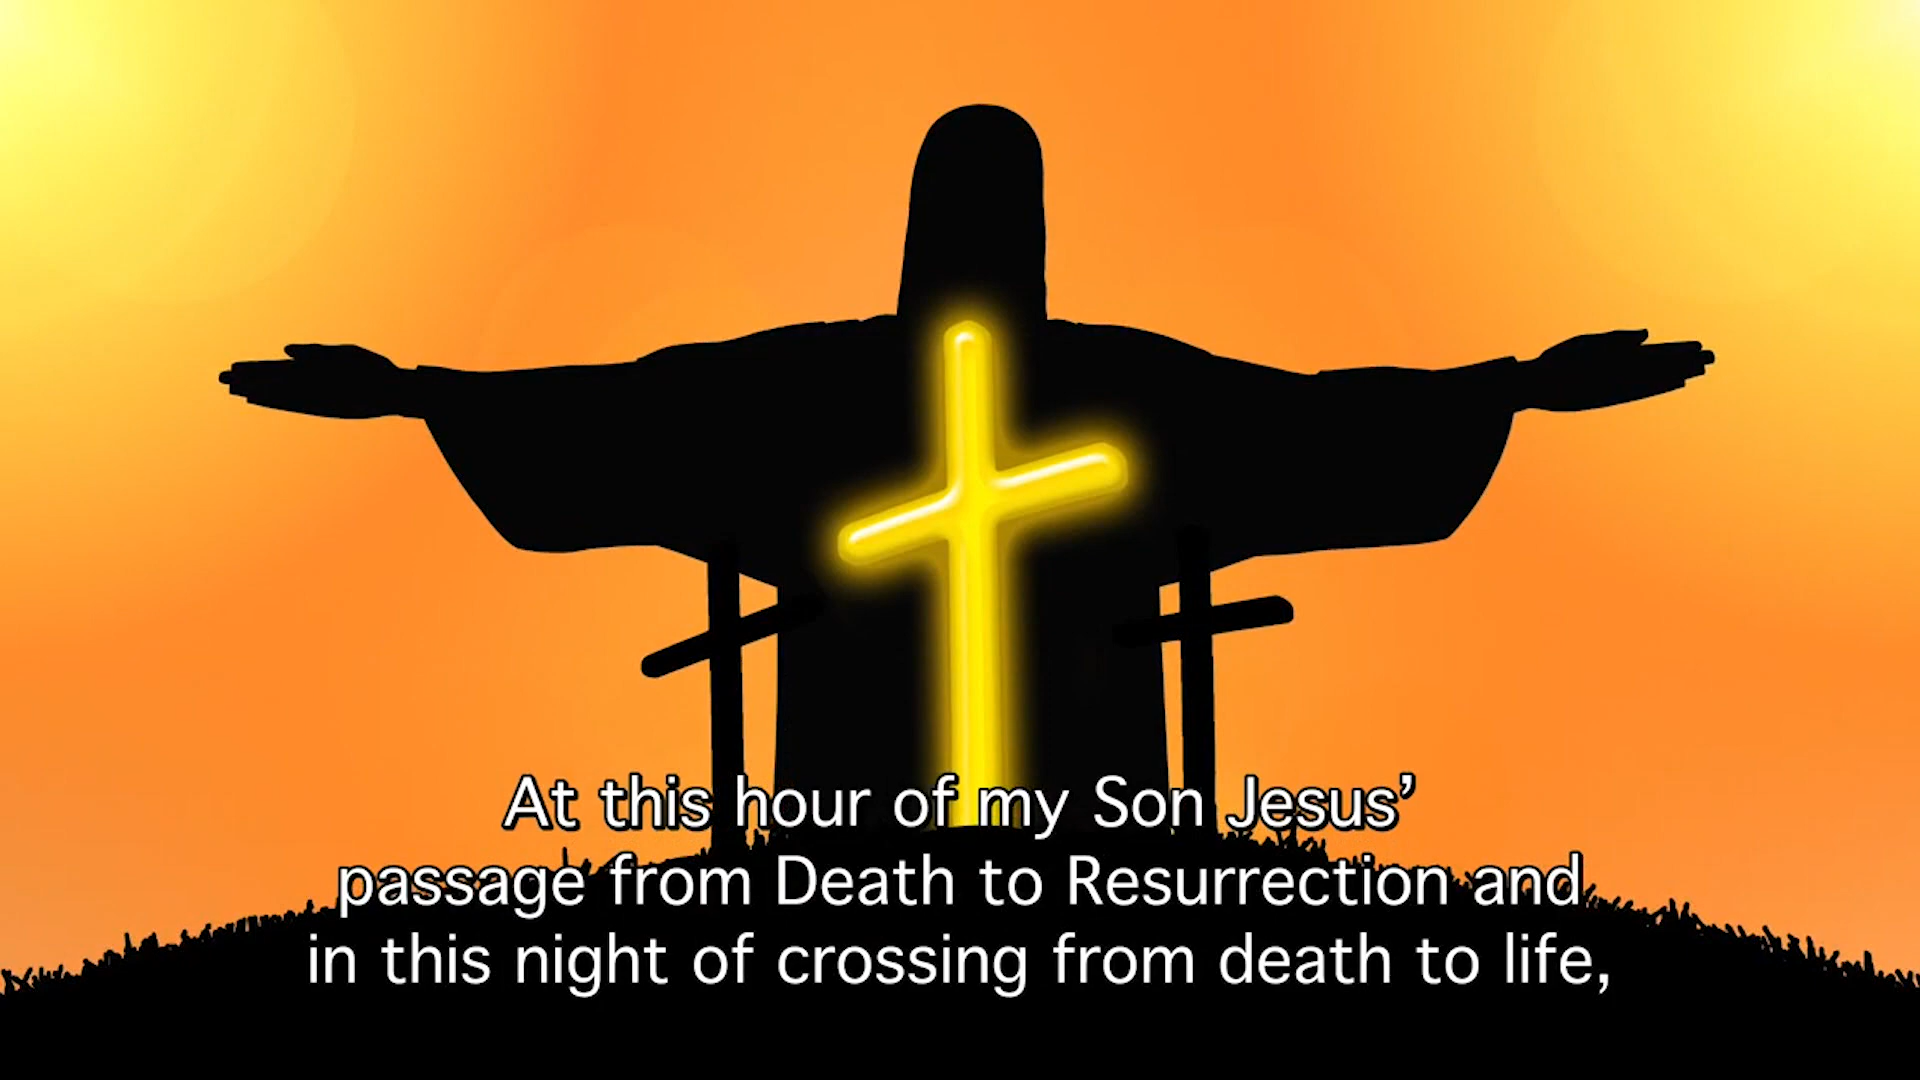 At this hour of my Son Jesus’
passage from Death to Resurrection and
in this night of crossing from death to life,